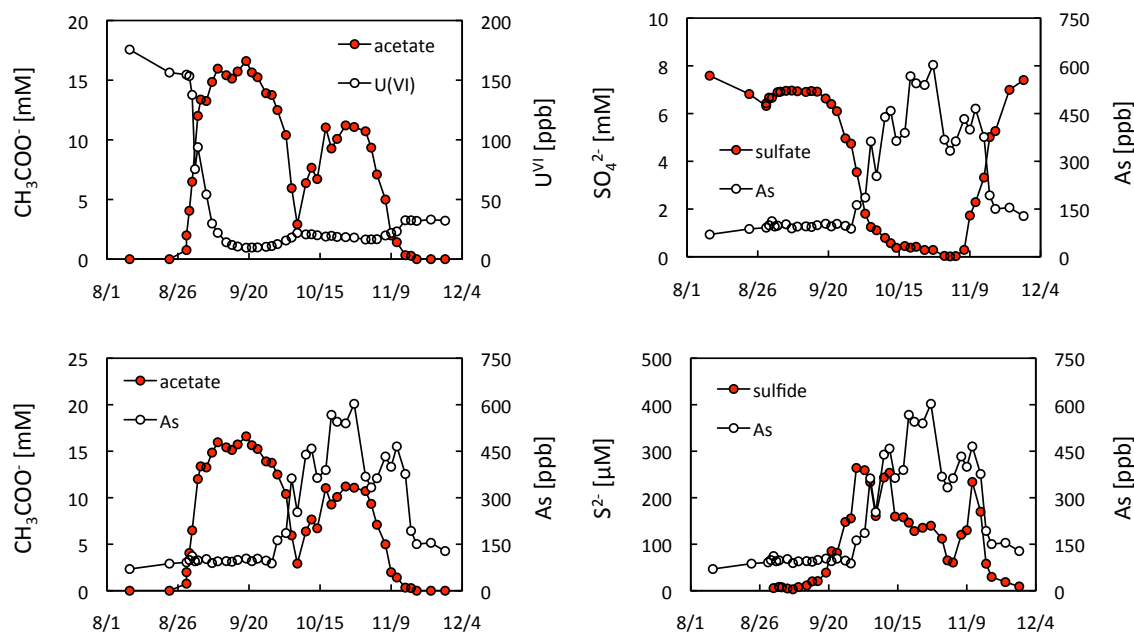 20 200 10 750
acetate
U(VI)
15 150 8 600
6 450
10 100
sulfate
4 300
As
5 50
2 150
0 0 0 0
8/1 8/26 9/20 10/15 11/9 12/4 8/1 8/26 9/20 10/15 11/9 12/4
CH₃COO⁻ [mM]
Uⱽᴵ [ppb]
SO₄²⁻ [mM]
As [ppb]
25 750 500 750
acetate sulfide
20 600 400 600
As As
15 450 300 450
10 300 200 300
5 150 100 150
0 0 0 0
8/1 8/26 9/20 10/15 11/9 12/4 8/1 8/26 9/20 10/15 11/9 12/4
CH₃COO⁻ [mM]
As [ppb]
S²⁻ [μM]
As [ppb]